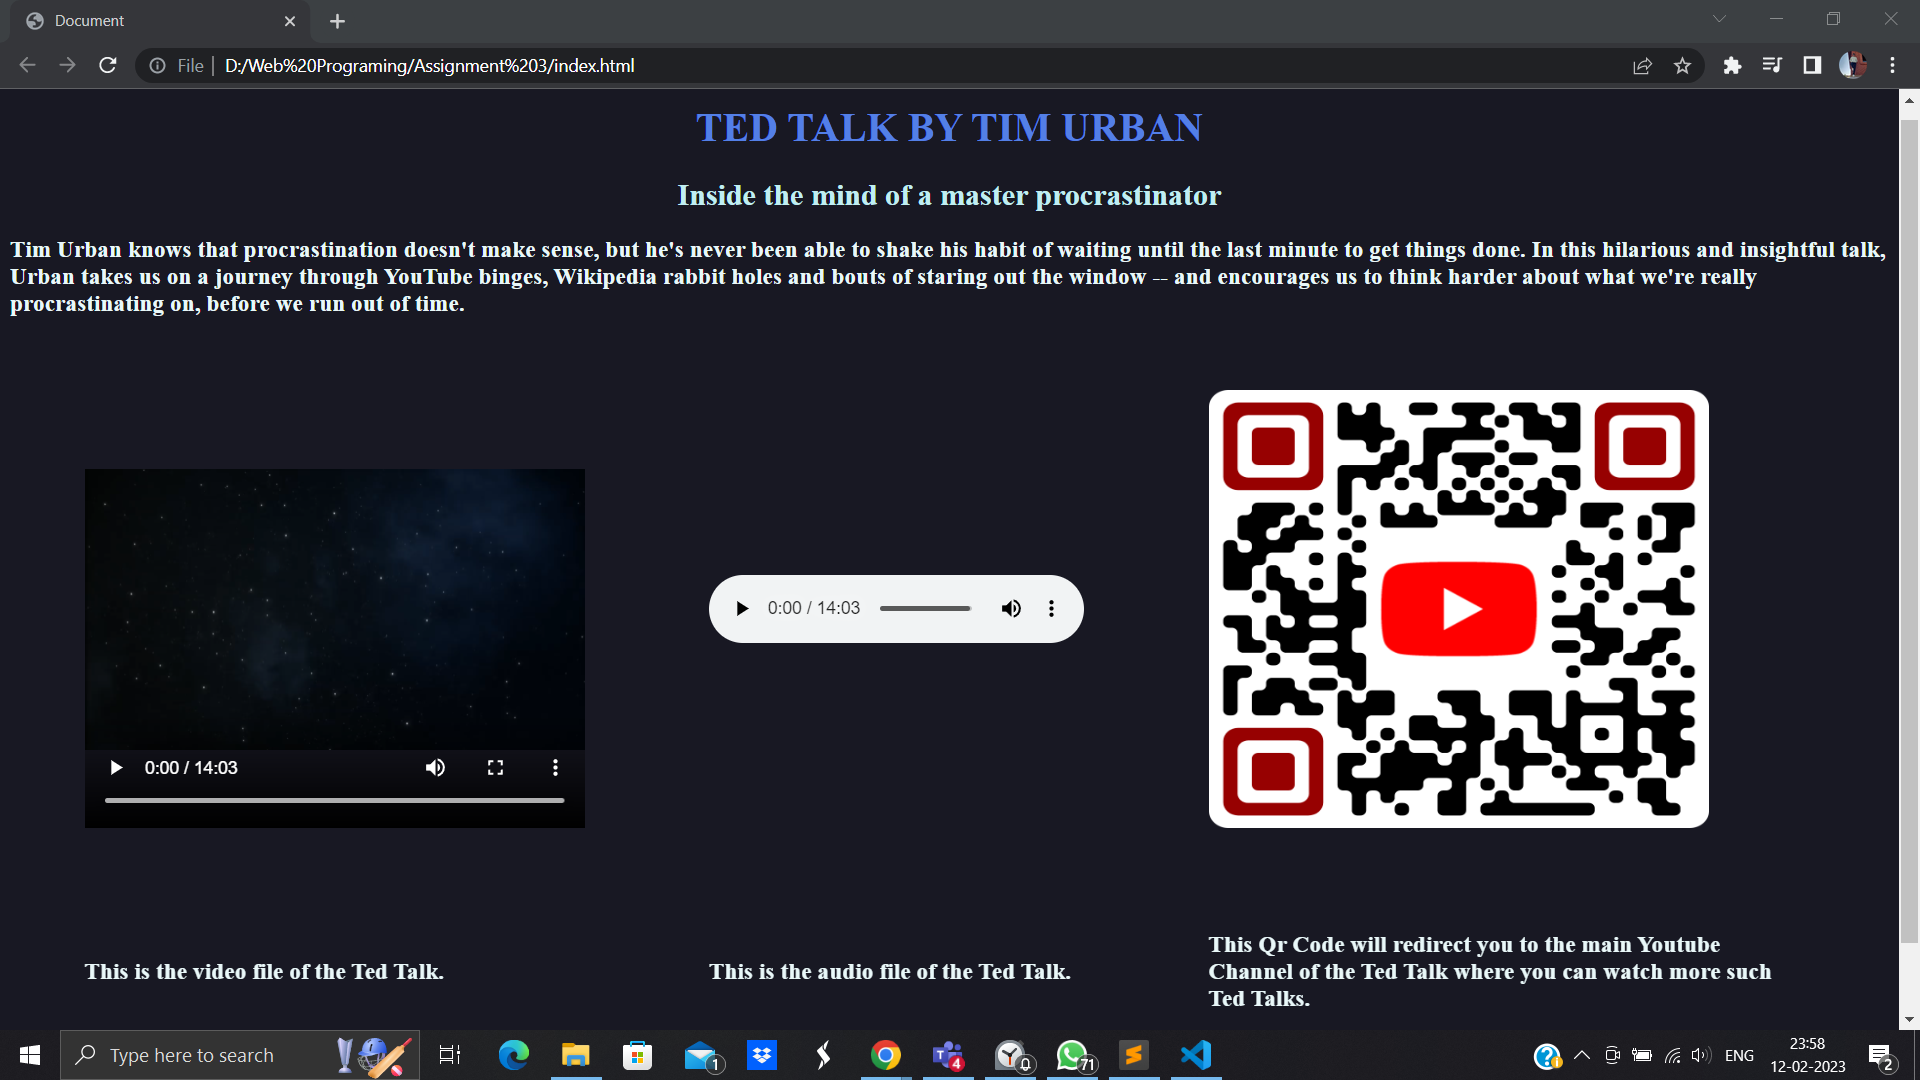 Document
File
D:/Web%20Programing/Assignment%203/index.html
TED TALK BY TIM URBAN
Inside the mind of a master procrastinator
Tim Urban knows that procrastination doesn't make sense, but he's never been able to shake his habit of waiting until the last minute to get things done. In this hilarious and insightful talk,
Urban takes us on a journey through YouTube binges, Wikipedia rabbit holes and bouts of staring out the window -- and encourages us to think harder about what we're really
procrastinating on, before we run out of time.
0:00 / 14:03
0:00 / 14:03
This is the video file of the Ted Talk.
This is the audio file of the Ted Talk.
This Qr Code will redirect you to the main Youtube
Channel of the Ted Talk where you can watch more such
Ted Talks.
Type here to search
1
4
71
ENG
23:58
12-02-2023
2